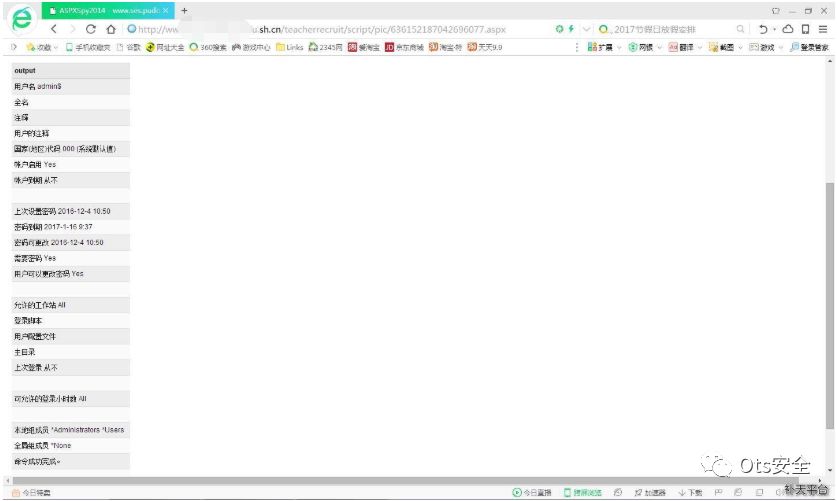 ASPXSpy2014 - www.ses.pudo
http://ww u.sh.cn/teacherrecruit/script/pic/636152187042696077.aspx
2017节假日放假安排
收藏 手机收藏夹 谷歌 网址大全 360搜索 游戏中心 Links 2345网 爱淘宝 京东商城 淘宝·特 天天9.9 扩展 网银 翻译 截图 游戏 登录管家
output
用户名 admin$
全名
注释
用户的注释
国家(地区)代码 000 (系统默认值)
帐户启用 Yes
帐户到期 从不
上次设置密码 2016-12-4 10:50
密码到期 2017-1-16 9:37
密码可更改 2016-12-4 10:50
需要密码 Yes
用户可以更改密码 Yes
允许的工作站 All
登录脚本
用户配置文件
主目录
上次登录 从不
可允许的登录小时数 All
本地组成员 *Administrators *Users
全局组成员 *None
命令成功完成。
Ots安全
今日特卖 今日直播 跨屏浏览 加速器 下载
补天平台